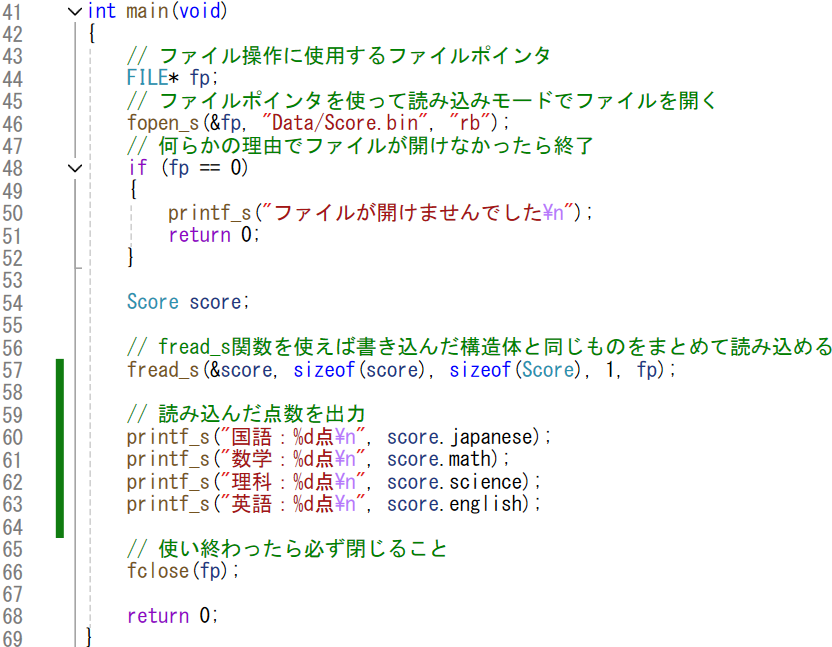 41 int main(void)
42 {
43 // ファイル操作に使用するファイルポインタ
44 FILE* fp;
45 // ファイルポインタを使って読み込みモードでファイルを開く
46 fopen_s(&fp, "Data/Score.bin", "rb");
47 // 何らかの理由でファイルが開けなかったら終了
48 if (fp == 0)
49 {
50 printf_s("ファイルが開けませんでした¥n");
51 return 0;
52 }
53
54 Score score;
55
56 // fread_s関数を使えば書き込んだ構造体と同じものをまとめて読み込める
57 fread_s(&score, sizeof(score), sizeof(Score), 1, fp);
58
59 // 読み込んだ点数を出力
60 printf_s("国語：%d点¥n", score.japanese);
61 printf_s("数学：%d点¥n", score.math);
62 printf_s("理科：%d点¥n", score.science);
63 printf_s("英語：%d点¥n", score.english);
64
65 // 使い終わったら必ず閉じること
66 fclose(fp);
67
68 return 0;
69 }